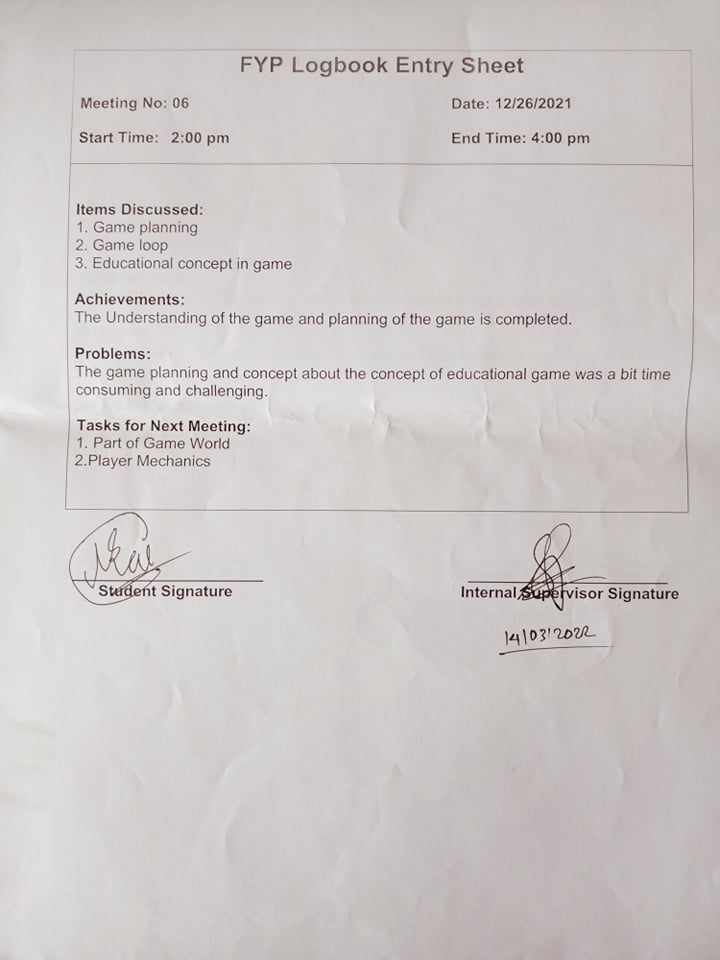 FYP Logbook Entry Sheet
Meeting No: 06
Date: 12/26/2021
Start Time: 2:00 pm
End Time: 4:00 pm
Items Discussed:
1. Game planning
2. Game loop
3. Educational concept in game
Achievements:
The Understanding of the game and planning of the game is completed.
Problems:
The game planning and concept about the concept of educational game was a bit time
consuming and challenging.
Tasks for Next Meeting:
1. Part of Game World
2.Player Mechanics
Student Signature
Internal Supervisor Signature
14/03/2022